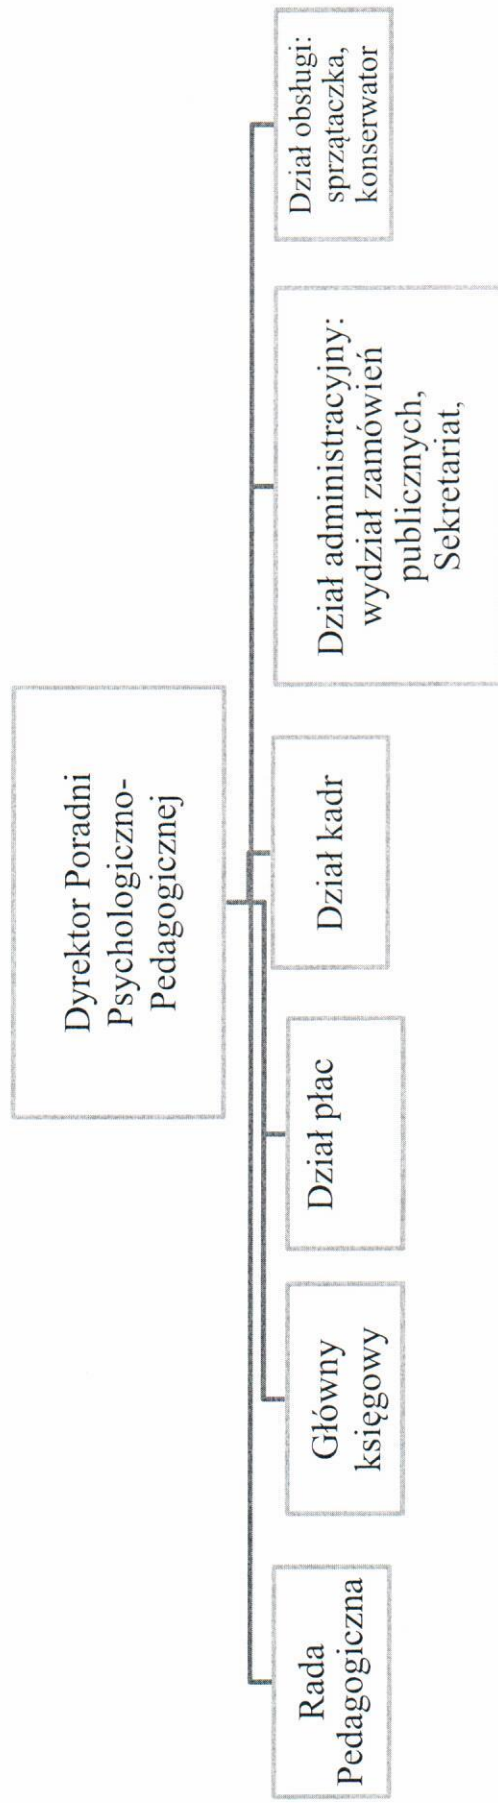 Dyrektor Poradni
Psychologiczno-
Pedagogicznej
Rada
Pedagogiczna
Główny
księgowy
Dział płac
Dział kadr
Dział administracyjny:
wydział zamówień
publicznych,
Sekretariat,
Dział obsługi:
sprzątaczka,
konserwator